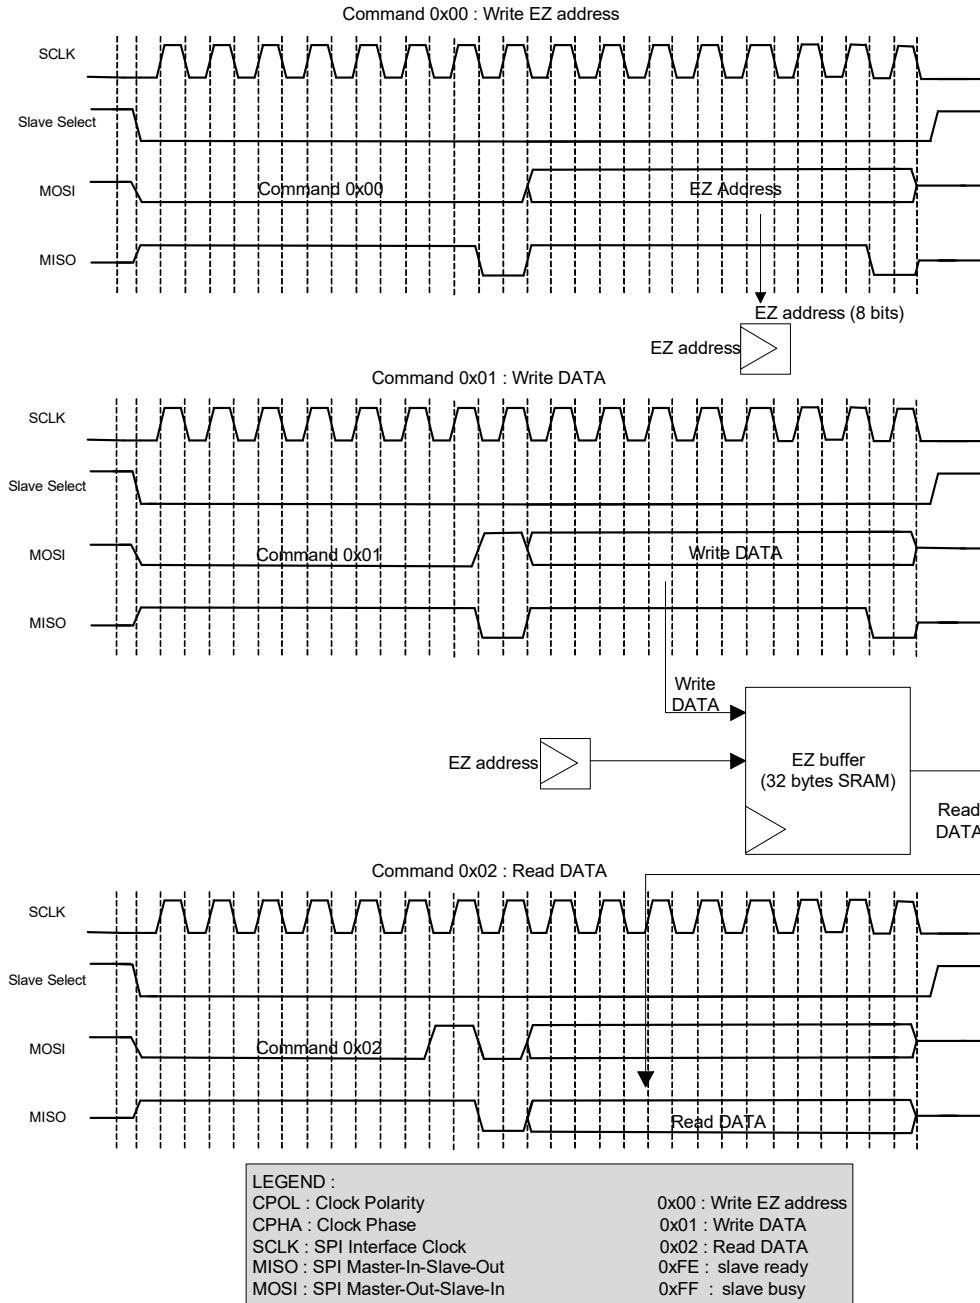 Command 0x00 : Write EZ address
SCLK
Slave Select
MOSI
Command 0x00
EZ Address
MISO
EZ address (8 bits)
EZ address
Command 0x01 : Write DATA
SCLK
Slave Select
MOSI
Command 0x01
Write DATA
MISO
Write
DATA
EZ address
EZ buffer
(32 bytes SRAM)
Read
DATA
Command 0x02 : Read DATA
SCLK
Slave Select
MOSI
Command 0x02
MISO
Read DATA
LEGEND :
CPOL : Clock Polarity
CPHA : Clock Phase
SCLK : SPI Interface Clock
MISO : SPI Master-In-Slave-Out
MOSI : SPI Master-Out-Slave-In
0x00 : Write EZ address
0x01 : Write DATA
0x02 : Read DATA
0xFE : slave ready
0xFF : slave busy